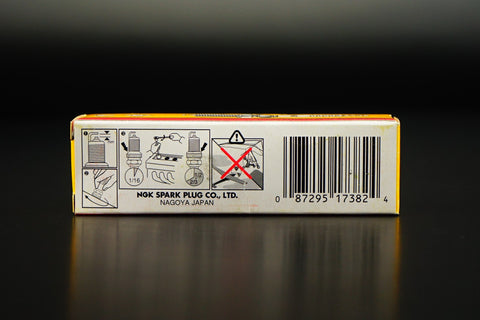 1/16
NGK SPARK PLUG CO., LTD.
NAGOYA JAPAN
0 87295 17382 4